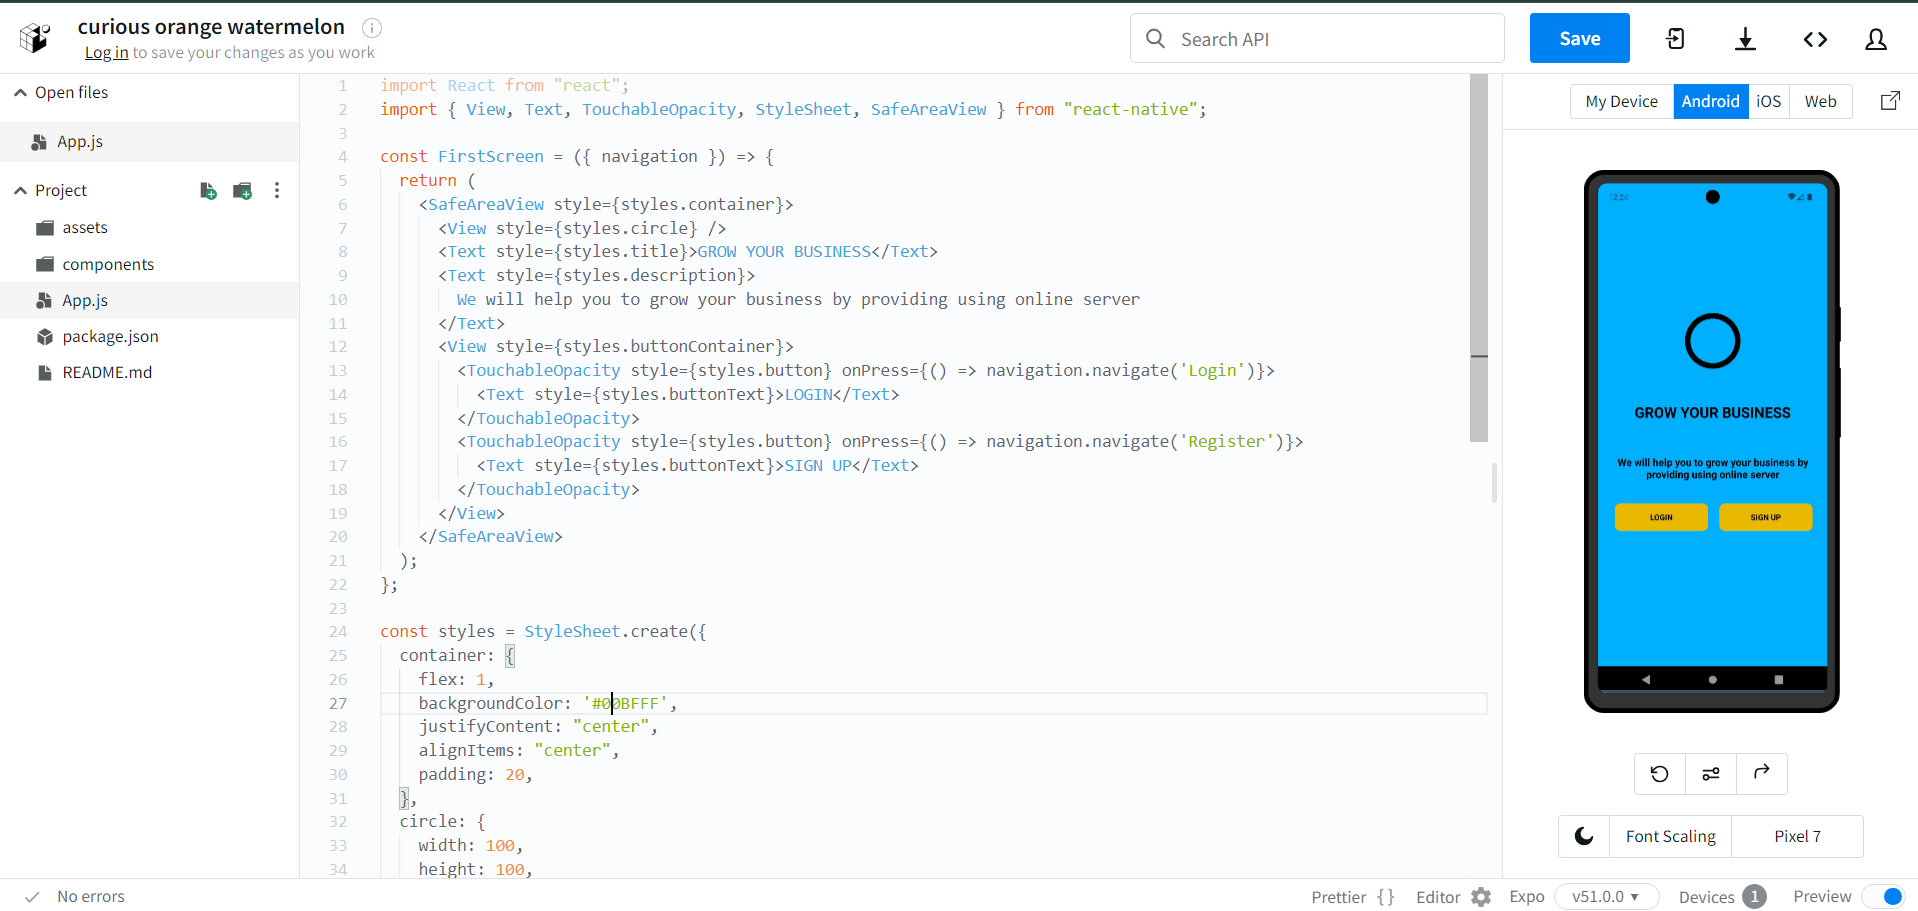 curious orange watermelon
Log in to save your changes as you work
Search API
Save
Open files
App.js
Project
assets
components
App.js
package.json
README.md
1 import React from "react";
2 import { View, Text, TouchableOpacity, StyleSheet, SafeAreaView } from "react-native";
3
4 const FirstScreen = ({ navigation }) => {
5 return (
6 <SafeAreaView style={styles.container}>
7 <View style={styles.circle} />
8 <Text style={styles.title}>GROW YOUR BUSINESS</Text>
9 <Text style={styles.description}>
10 We will help you to grow your business by providing using online server
11 </Text>
12 <View style={styles.buttonContainer}>
13 <TouchableOpacity style={styles.button} onPress={() => navigation.navigate('Login')}>
14 <Text style={styles.buttonText}>LOGIN</Text>
15 </TouchableOpacity>
16 <TouchableOpacity style={styles.button} onPress={() => navigation.navigate('Register')}>
17 <Text style={styles.buttonText}>SIGN UP</Text>
18 </TouchableOpacity>
19 </View>
20 </SafeAreaView>
21 );
22 };
23
24 const styles = StyleSheet.create({
25 container: {
26 flex: 1,
27 backgroundColor: '#00BFFF',
28 justifyContent: "center",
29 alignItems: "center",
30 padding: 20,
31 },
32 circle: {
33 width: 100,
34 height: 100,
My Device Android iOS Web
12:24
GROW YOUR BUSINESS
We will help you to grow your business by
providing using online server
LOGIN SIGN UP
Font Scaling Pixel 7
No errors
Prettier {} Editor Expo v51.0.0 Devices 1 Preview